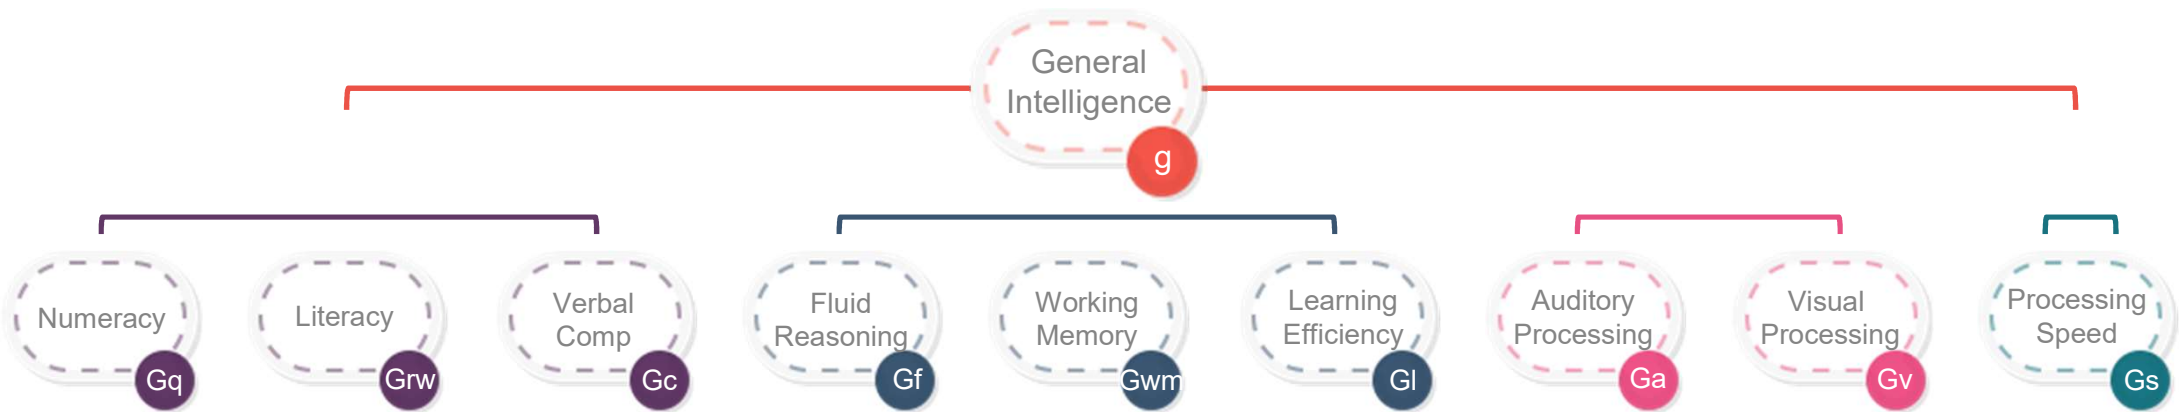 General
Intelligence
g
Numeracy
Gq
Literacy
Grw
Verbal
Comp
Gc
Fluid
Reasoning
Gf
Working
Memory
Gwm
Learning
Efficiency
Gl
Auditory
Processing
Ga
Visual
Processing
Gv
Processing
Speed
Gs